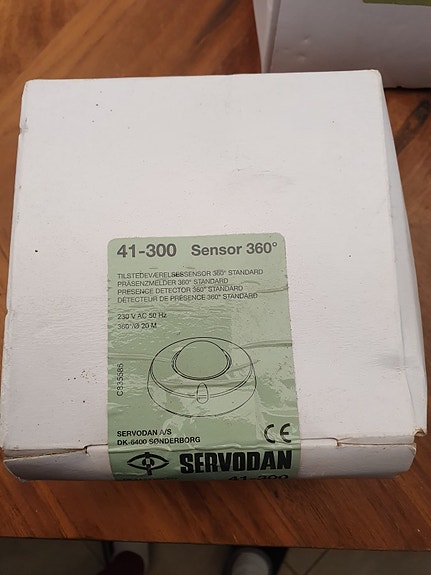 41-300 Sensor 360°
TILSTEDEVÆRELSESSENSOR 360° STANDARD
PRÄSENZMELDER 360° STANDARD
PRESENCE DETECTOR 360° STANDARD
DÉTECTEUR DE PRÉSENCE 360° STANDARD
230 V AC 50 Hz
360°/Ø 20 M
C335585
SERVODAN A/S
DK-6400 SØNDERBORG
CE
SERVODAN
41-300